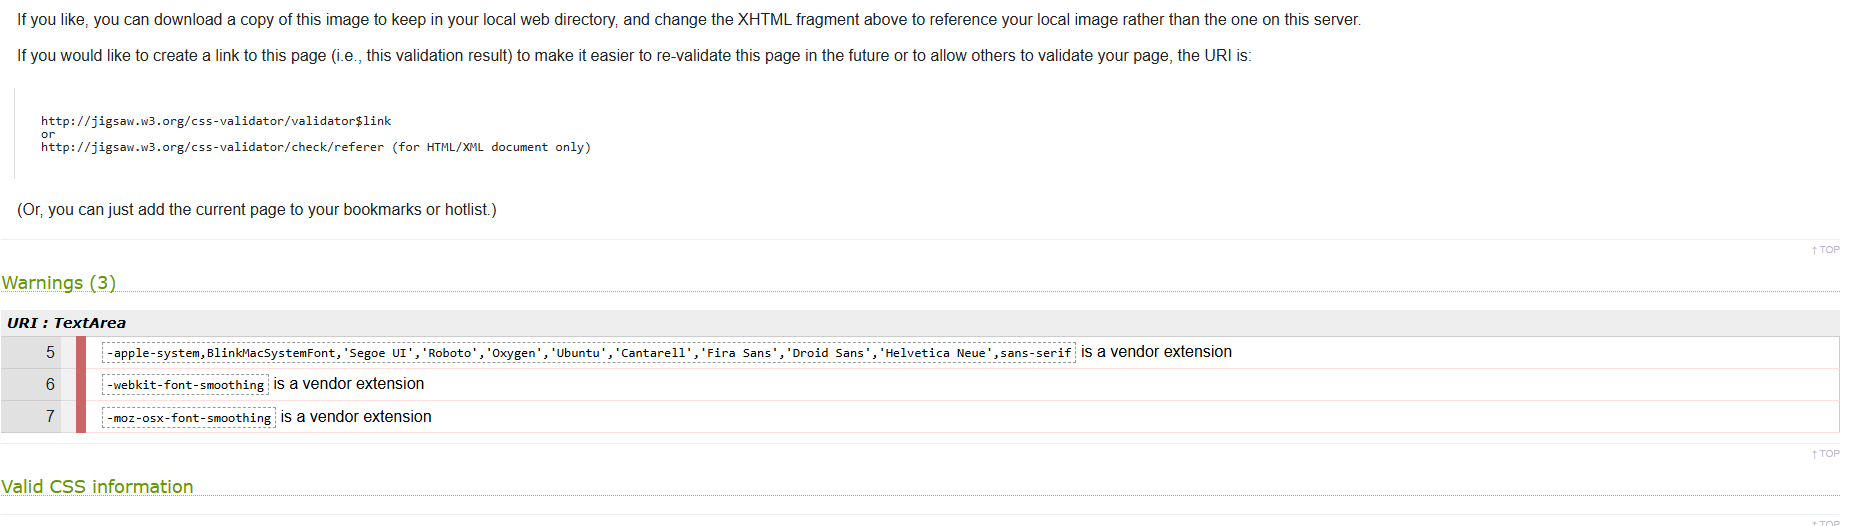 If you like, you can download a copy of this image to keep in your local web directory, and change the XHTML fragment above to reference your local image rather than the one on this server.
If you would like to create a link to this page (i.e., this validation result) to make it easier to re-validate this page in the future or to allow others to validate your page, the URI is:
http://jigsaw.w3.org/css-validator/validator$link
or
http://jigsaw.w3.org/css-validator/check/referer (for HTML/XML document only)
(Or, you can just add the current page to your bookmarks or hotlist.)
↑ TOP
Warnings (3)
URI : TextArea
5 -apple-system,BlinkMacSystemFont,'Segoe UI','Roboto','Oxygen','Ubuntu','Cantarell','Fira Sans','Droid Sans','Helvetica Neue',sans-serif is a vendor extension
6 -webkit-font-smoothing is a vendor extension
7 -moz-osx-font-smoothing is a vendor extension
↑ TOP
Valid CSS information
↑ TOP